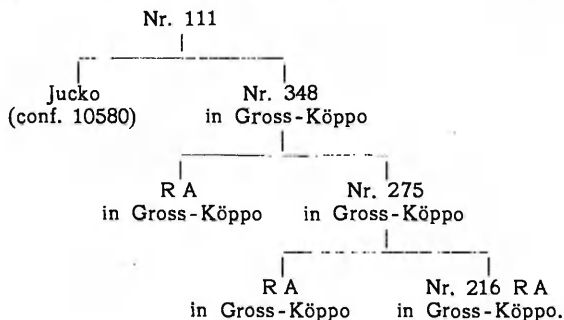 Nr. 111
Jucko Nr. 348
(conf. 10580) in Gross-Köppo
R A Nr. 275
in Gross-Köppo in Gross-Köppo
R A Nr. 216 R A
in Gross-Köppo in Gross-Köppo.